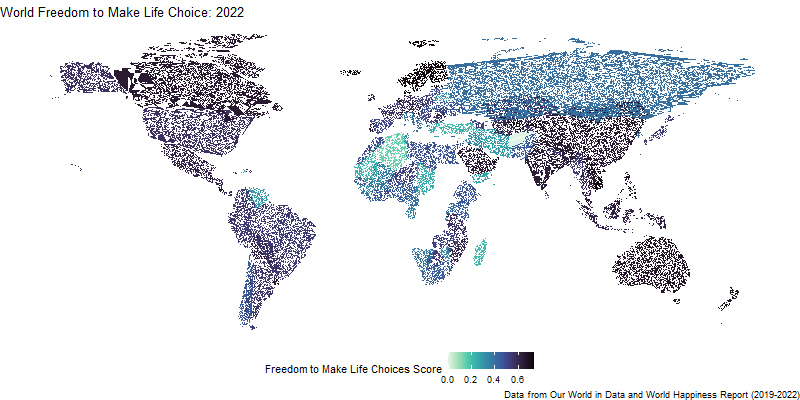 World Freedom to Make Life Choice: 2022
Freedom to Make Life Choices Score
0.0 0.2 0.4 0.6
Data from Our World in Data and World Happiness Report (2019-2022)